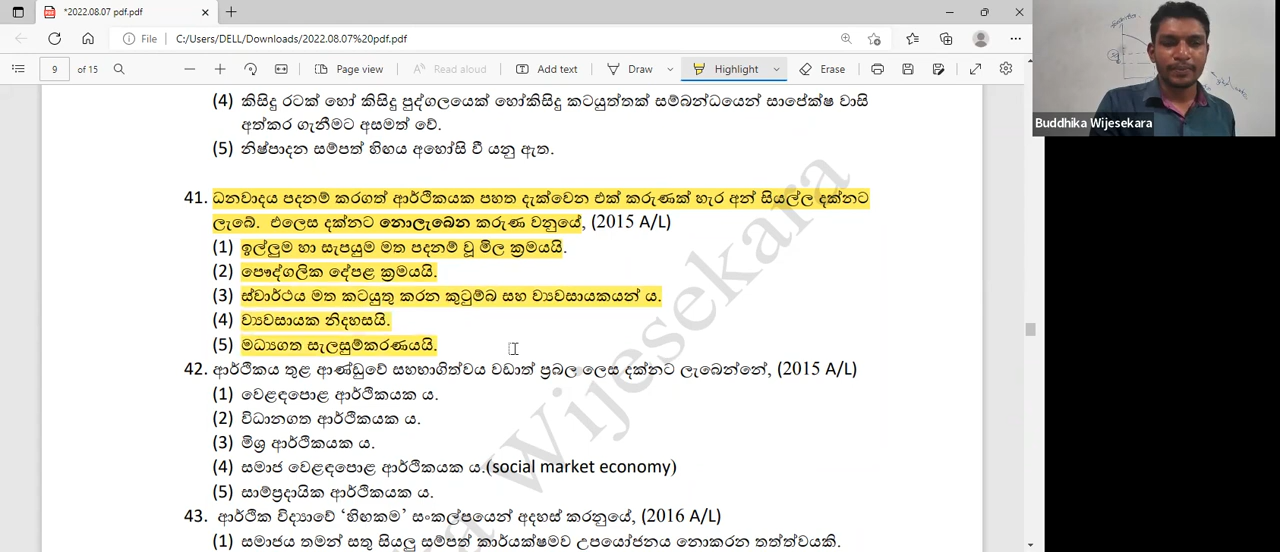 *2022.08.07 pdf.pdf
File C:/Users/DELL/Downloads/2022.08.07%20pdf.pdf
9 of 15 Page view Read aloud Add text Draw Highlight Erase
Buddhika Wijesekara
(4) කිසිදු රටක් හෝ කිසිදු පුද්ගලයෙක් හෝකිසිදු කටයුත්තක් සම්බන්ධයෙන් සාපේක්ෂ වාසි
අත්කර ගැනීමට අසමත් වේ.
(5) නිෂ්පාදන සම්පත් හිඟය අහෝසි වී යනු ඇත.
41. ධනවාදය පදනම් කරගත් ආර්ථිකයක පහත දැක්වෙන එක් කරුණක් හැර අන් සියල්ල දක්නට
ලැබේ. එලෙස දක්නට නොලැබෙන කරුණ වනුයේ, (2015 A/L)
(1) ඉල්ලුම හා සැපයුම මත පදනම් වූ මිල ක්‍රමයයි.
(2) පෞද්ගලික දේපළ ක්‍රමයයි.
(3) ස්වාර්ථය මත කටයුතු කරන කුටුම්බ සහ ව්‍යවසායකයන් ය.
(4) ව්‍යවසායක නිදහසයි.
(5) මධ්‍යගත සැලසුම්කරණයයි.
42. ආර්ථිකය තුළ ආණ්ඩුවේ සහභාගිත්වය වඩාත් ප්‍රබල ලෙස දක්නට ලැබෙන්නේ, (2015 A/L)
(1) වෙළඳපොළ ආර්ථිකයක ය.
(2) විධානගත ආර්ථිකයක ය.
(3) මිශ්‍ර ආර්ථිකයක ය.
(4) සමාජ වෙළඳපොළ ආර්ථිකයක ය.(social market economy)
(5) සාම්ප්‍රදායික ආර්ථිකයක ය.
43. ආර්ථික විද්‍යාවේ ‘හිඟකම’ සංකල්පයෙන් අදහස් කරනුයේ, (2016 A/L)
(1) සමාජය තමන් සතු සියලු සම්පත් කාර්යක්ෂමව උපයෝජනය නොකරන තත්ත්වයකි.
Wijesekara